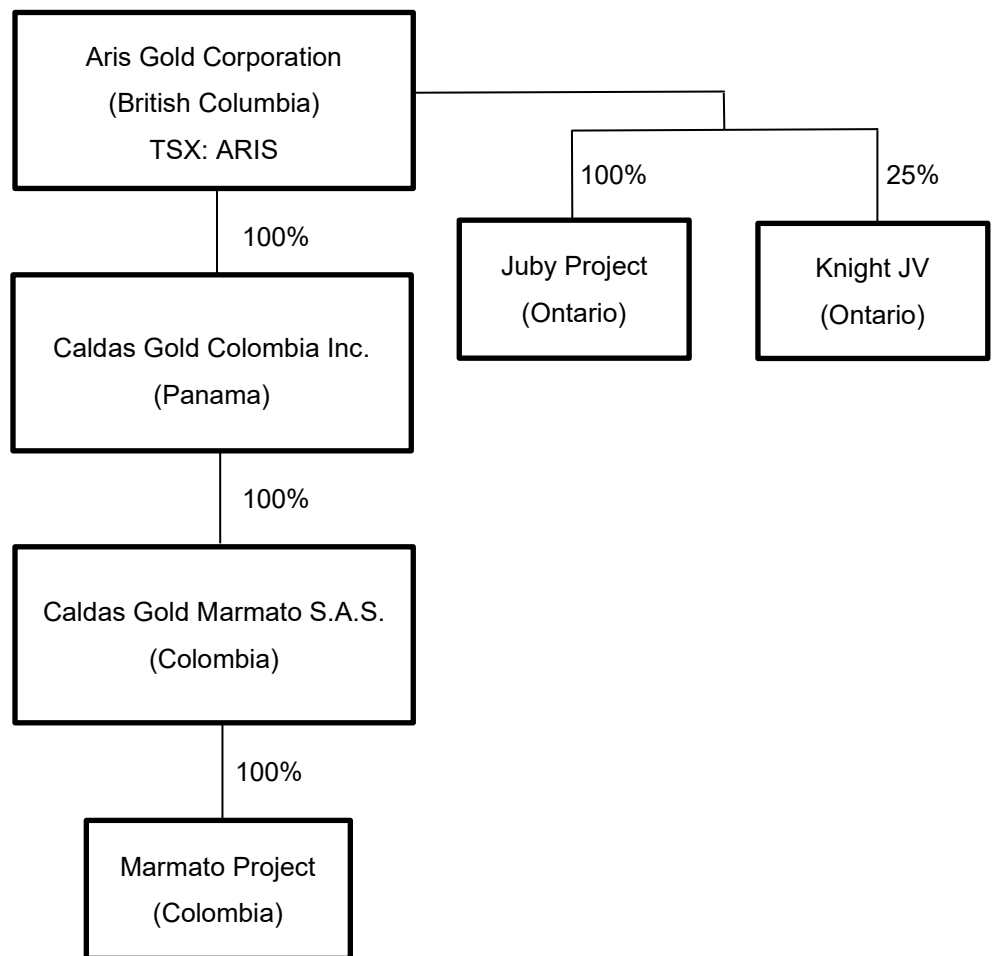 Aris Gold Corporation
(British Columbia)
TSX: ARIS
100%
25%
100%
Juby Project
(Ontario)
Knight JV
(Ontario)
Caldas Gold Colombia Inc.
(Panama)
100%
Caldas Gold Marmato S.A.S.
(Colombia)
100%
Marmato Project
(Colombia)